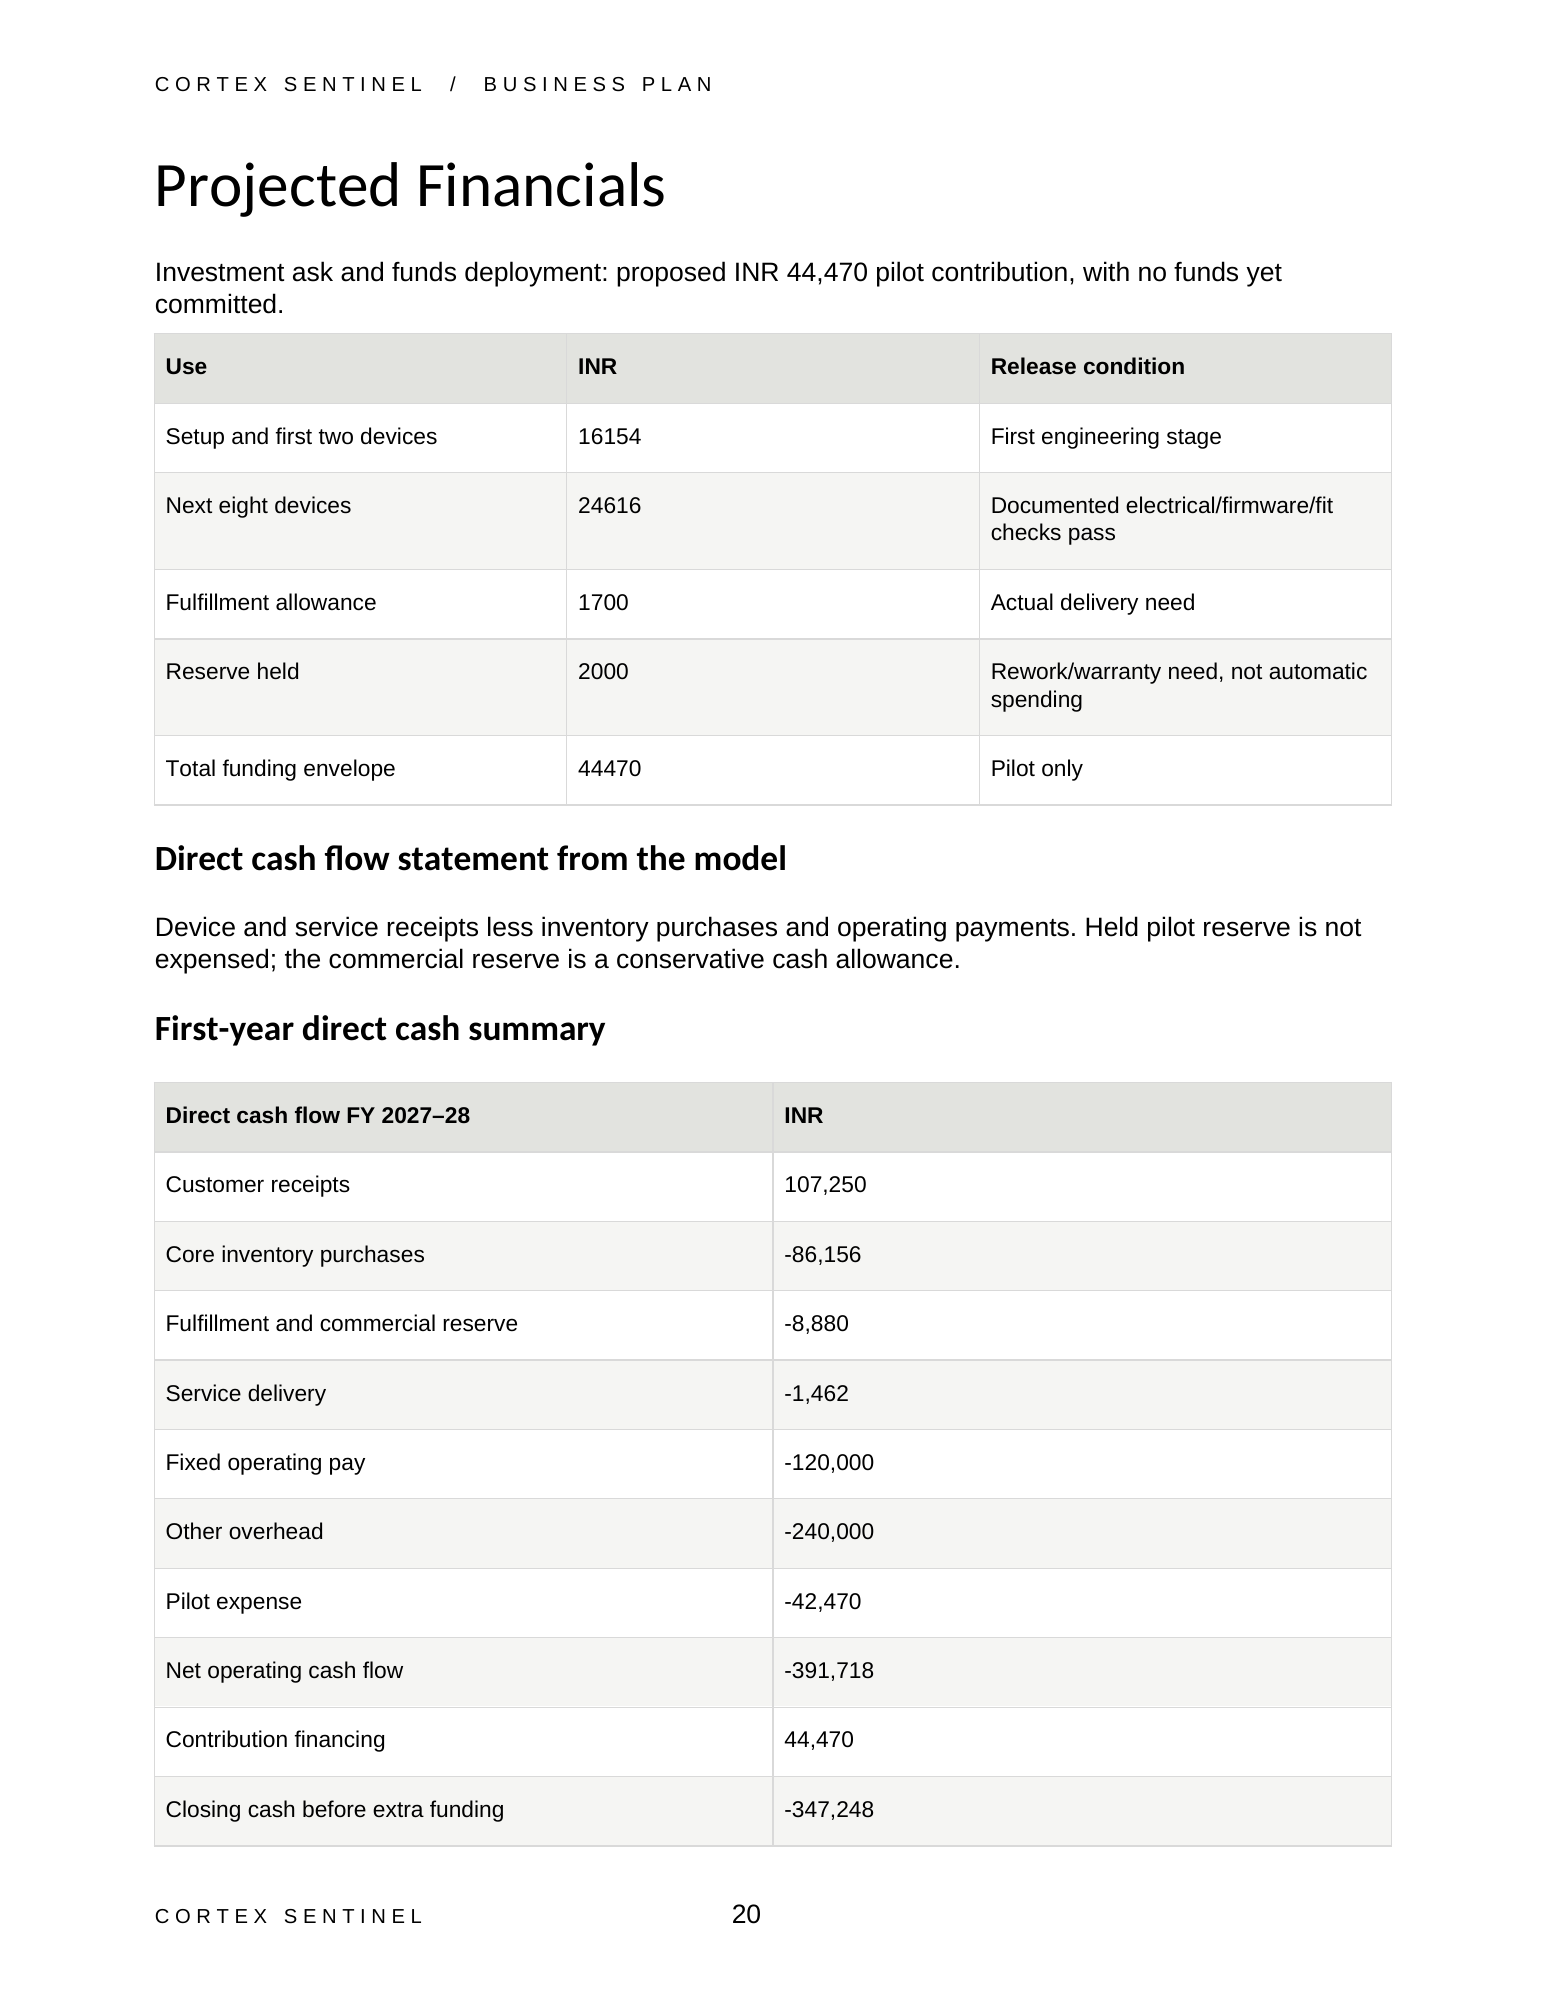 CORTEX SENTINEL / BUSINESS PLAN
Projected Financials
Investment ask and funds deployment: proposed INR 44,470 pilot contribution, with no funds yet
committed.
Use INR Release condition
Setup and first two devices 16154 First engineering stage
Next eight devices 24616 Documented electrical/firmware/fit
checks pass
Fulfillment allowance 1700 Actual delivery need
Reserve held 2000 Rework/warranty need, not automatic
spending
Total funding envelope 44470 Pilot only
Direct cash flow statement from the model
Device and service receipts less inventory purchases and operating payments. Held pilot reserve is not
expensed; the commercial reserve is a conservative cash allowance.
First-year direct cash summary
Direct cash flow FY 2027–28 INR
Customer receipts 107,250
Core inventory purchases -86,156
Fulfillment and commercial reserve -8,880
Service delivery -1,462
Fixed operating pay -120,000
Other overhead -240,000
Pilot expense -42,470
Net operating cash flow -391,718
Contribution financing 44,470
Closing cash before extra funding -347,248
CORTEX SENTINEL 20